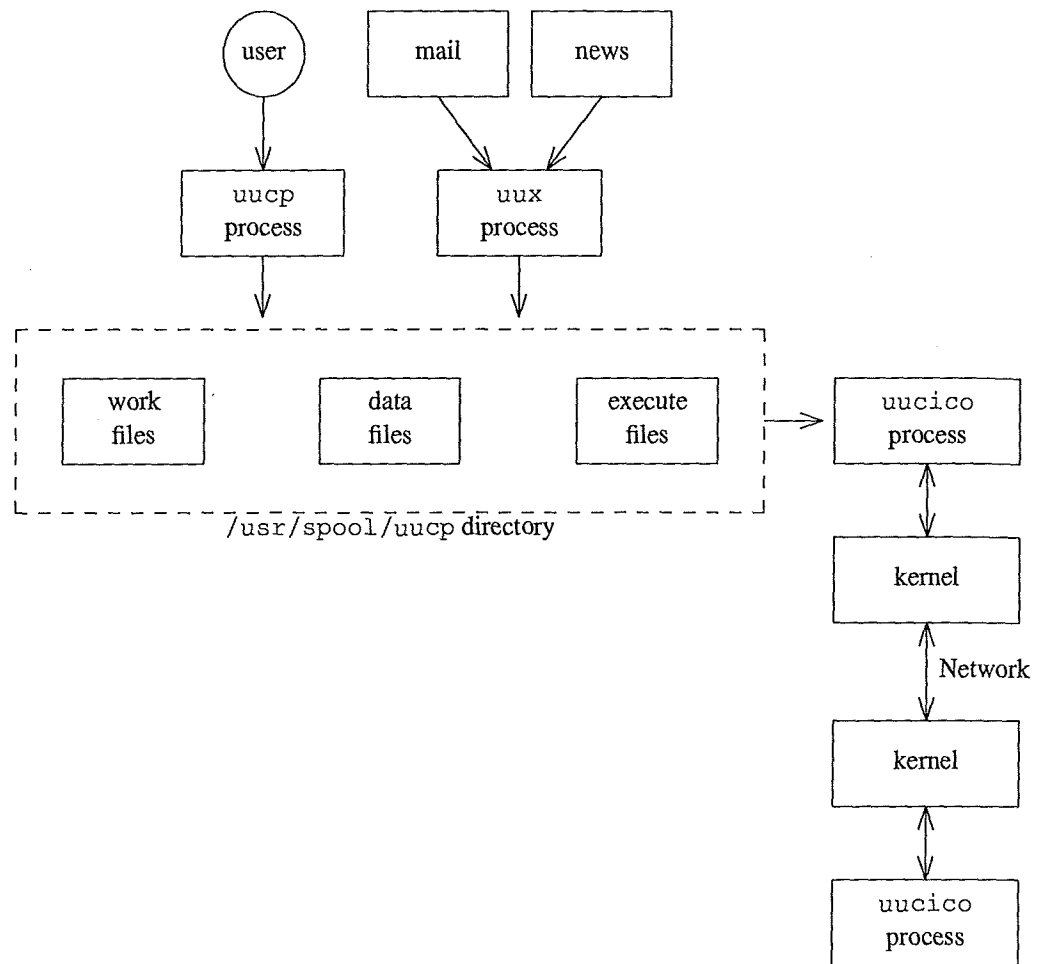 user
mail
news
uucp
process
uux
process
work
files
data
files
execute
files
uucico
process
/usr/spool/uucp directory
kernel
Network
kernel
uucico
process